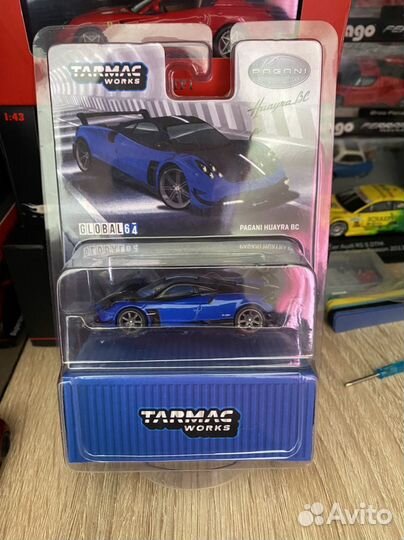 TARMAC
WORKS
PAGANI
Huayra BC
1:43
GLOBAL64
PAGANI HUAYRA BC
TARMAC
WORKS
Avito